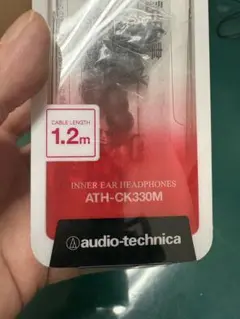 CABLE LENGTH
1.2m
INNER EAR HEADPHONES
ATH-CK330M
audio-technica